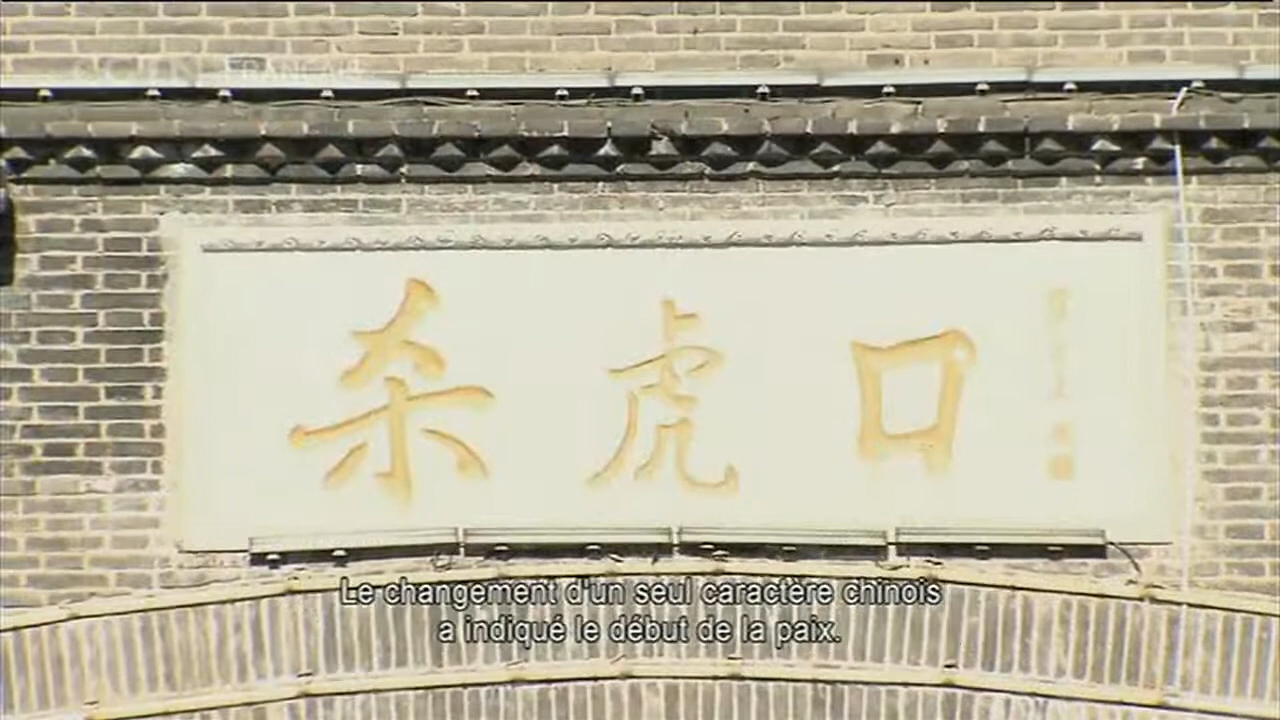 杀虎口
Le changement d'un seul caractère chinois
a indiqué le début de la paix.